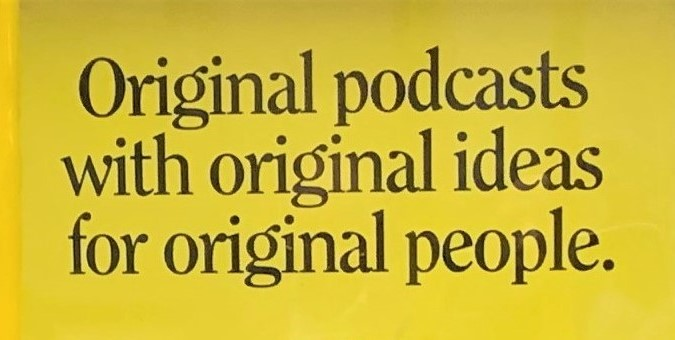 Original podcasts
with original ideas
for original people.